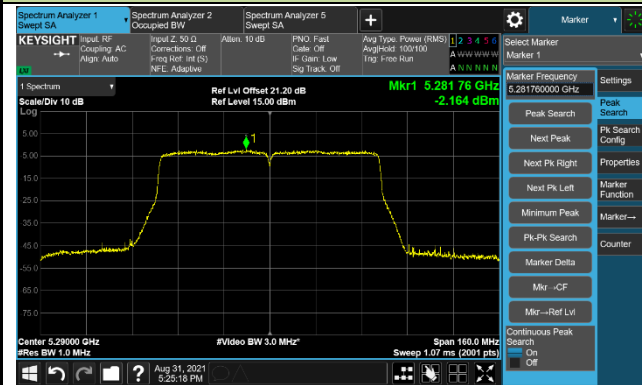 Spectrum Analyzer 1
Swept SA
Spectrum Analyzer 2
Occupied BW
Spectrum Analyzer 5
Swept SA
+
Marker
KEYSIGHT
Input: RF
Coupling: AC
Align: Auto
Input Z: 50 Ω
Corrections: Off
Freq Ref: Int (S)
NFE: Adaptive
Atten: 10 dB
PNO: Fast
Gate: Off
IF Gain: Low
Sig Track: Off
Avg Type: Power (RMS)
Avg|Hold: 100/100
Trig: Free Run
1 2 3 4 5 6
A W W W W W
A N N N N N
LXI
Select Marker
Marker 1
1 Spectrum
Scale/Div 10 dB
Log
Ref Lvl Offset 21.20 dB
Ref Level 15.00 dBm
Mkr1 5.281 76 GHz
-2.164 dBm
1
5.00
-5.00
-15.0
-25.0
-35.0
-45.0
-55.0
-65.0
-75.0
Center 5.29000 GHz
#Res BW 1.0 MHz
#Video BW 3.0 MHz*
Span 160.0 MHz
Sweep 1.07 ms (2001 pts)
Marker Frequency
5.281760000 GHz
Peak Search
Next Peak
Next Pk Right
Next Pk Left
Minimum Peak
Pk-Pk Search
Marker Delta
Mkr→CF
Mkr→Ref Lvl
Continuous Peak
Search
On
Off
Settings
Peak
Search
Pk Search
Config
Properties
Marker
Function
Marker→
Counter
?
Aug 31, 2021
5:25:18 PM